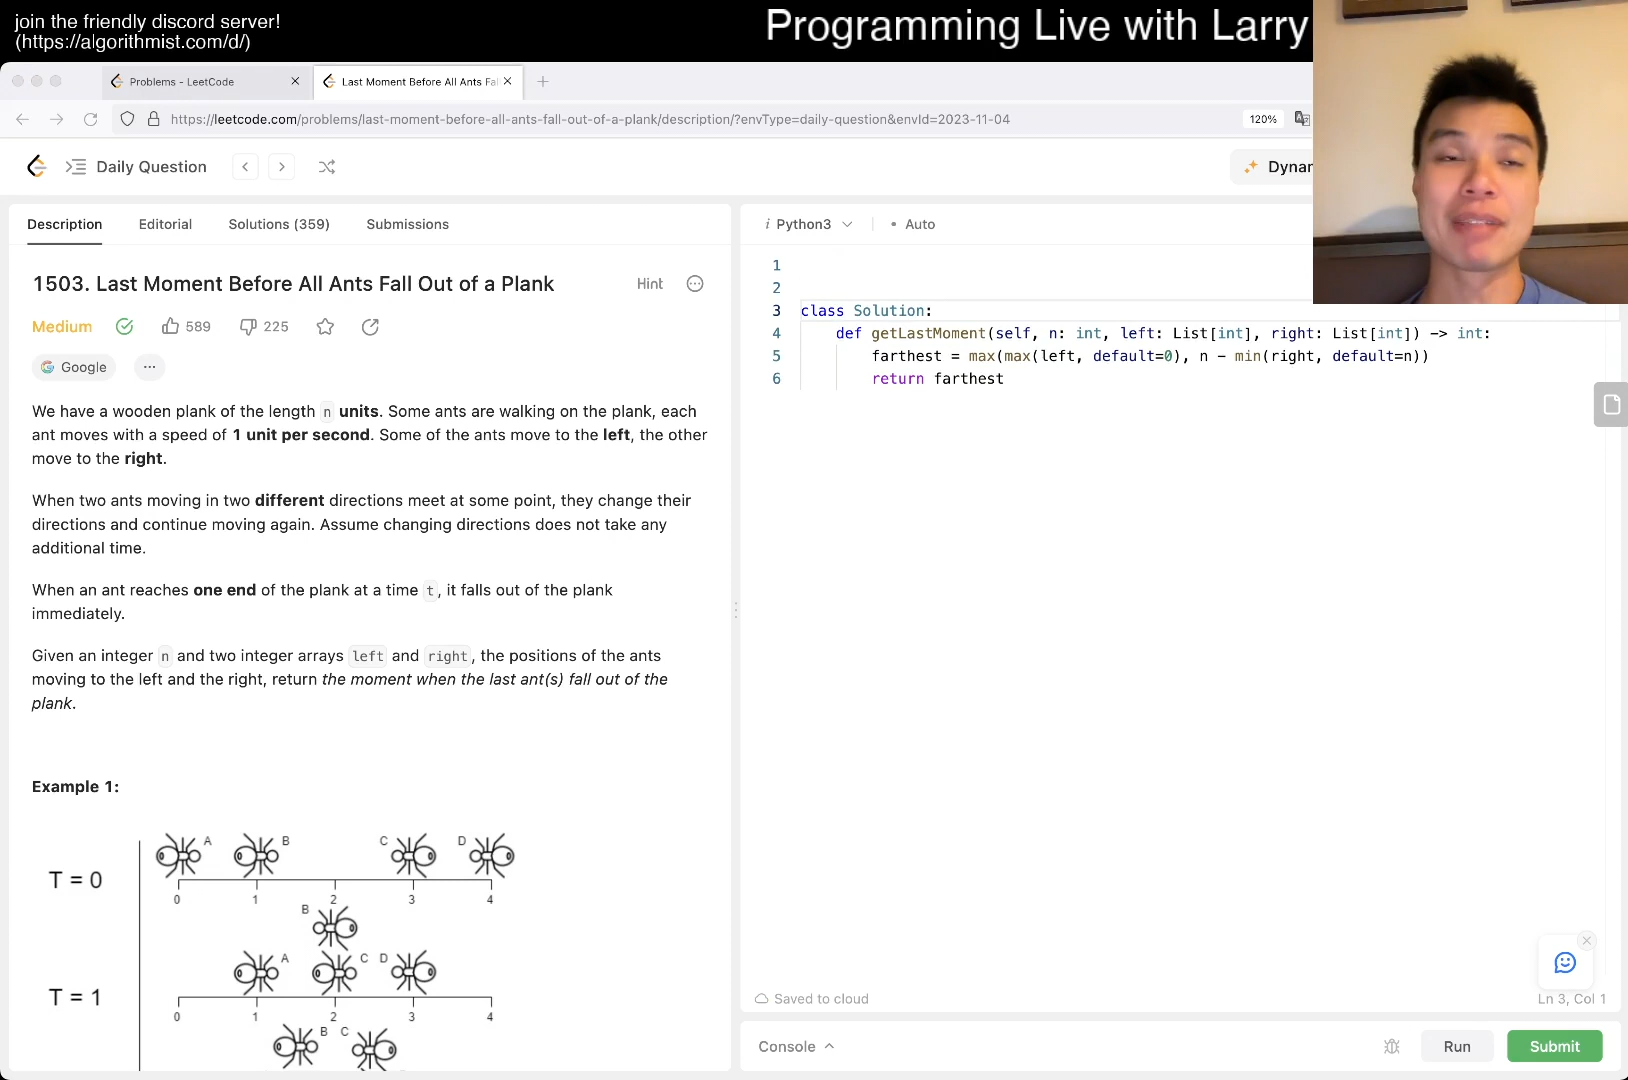 join the friendly discord server!
(https://algorithmist.com/d/)
Programming Live with Larry
Problems - LeetCode
Last Moment Before All Ants Fal
https://leetcode.com/problems/last-moment-before-all-ants-fall-out-of-a-plank/description/?envType=daily-question&envId=2023-11-04
120%
Daily Question
Dynar
Description
Editorial
Solutions (359)
Submissions
1503. Last Moment Before All Ants Fall Out of a Plank
Hint
Medium
589
225
Google
We have a wooden plank of the length n units. Some ants are walking on the plank, each
ant moves with a speed of 1 unit per second. Some of the ants move to the left, the other
move to the right.
When two ants moving in two different directions meet at some point, they change their
directions and continue moving again. Assume changing directions does not take any
additional time.
When an ant reaches one end of the plank at a time t, it falls out of the plank
immediately.
Given an integer n and two integer arrays left and right, the positions of the ants
moving to the left and the right, return the moment when the last ant(s) fall out of the
plank.
Example 1:
A B C D
T = 0
0 1 2 3 4
B
A C D
T = 1
0 1 2 3 4
B C
i Python3
• Auto
1
2
3 class Solution:
4 def getLastMoment(self, n: int, left: List[int], right: List[int]) -> int:
5 farthest = max(max(left, default=0), n - min(right, default=n))
6 return farthest
Saved to cloud
Ln 3, Col 1
Console
Run
Submit